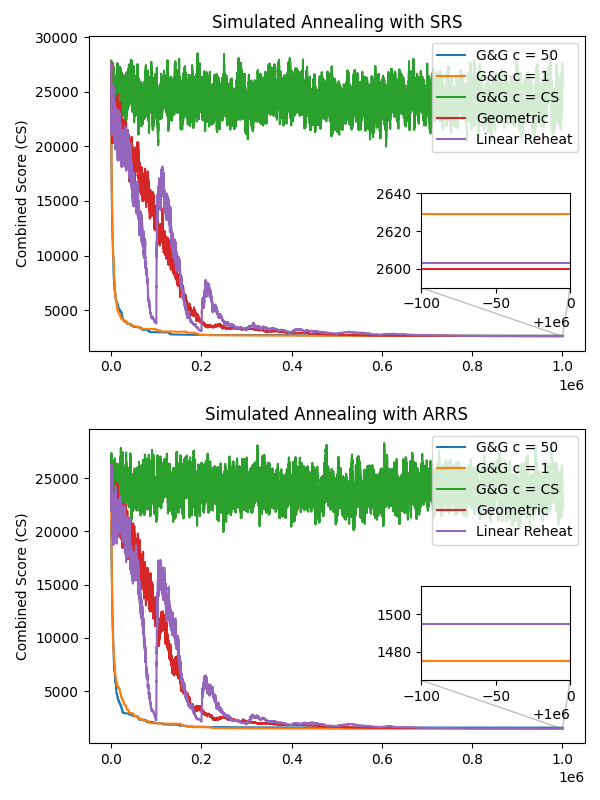 Simulated Annealing with SRS
30000
25000
20000
15000
10000
5000
Combined Score (CS)
G&G c = 50
G&G c = 1
G&G c = CS
Geometric
Linear Reheat
2640
2620
2600
−100
−50
0
+1e6
0.0
0.2
0.4
0.6
0.8
1.0
1e6
Simulated Annealing with ARRS
25000
20000
15000
10000
5000
Combined Score (CS)
G&G c = 50
G&G c = 1
G&G c = CS
Geometric
Linear Reheat
1500
1480
−100
−50
0
+1e6
0.0
0.2
0.4
0.6
0.8
1.0
1e6